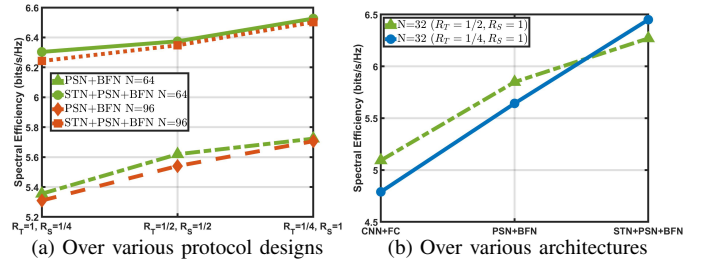 6.6
6.4
6.2
6
5.8
5.6
5.4
5.2
Spectral Efficiency (bits/s/Hz)
PSN+BFN N=64
STN+PSN+BFN N=64
PSN+BFN N=96
STN+PSN+BFN N=96
R_T=1, R_S=1/4 R_T=1/2, R_S=1/2 R_T=1/4, R_S=1
(a) Over various protocol designs
6.5
6
5.5
5
4.5
Spectral Efficiency (bits/s/Hz)
N=32 (R_T = 1/2, R_S = 1)
N=32 (R_T = 1/4, R_S = 1)
CNN+FC PSN+BFN STN+PSN+BFN
(b) Over various architectures